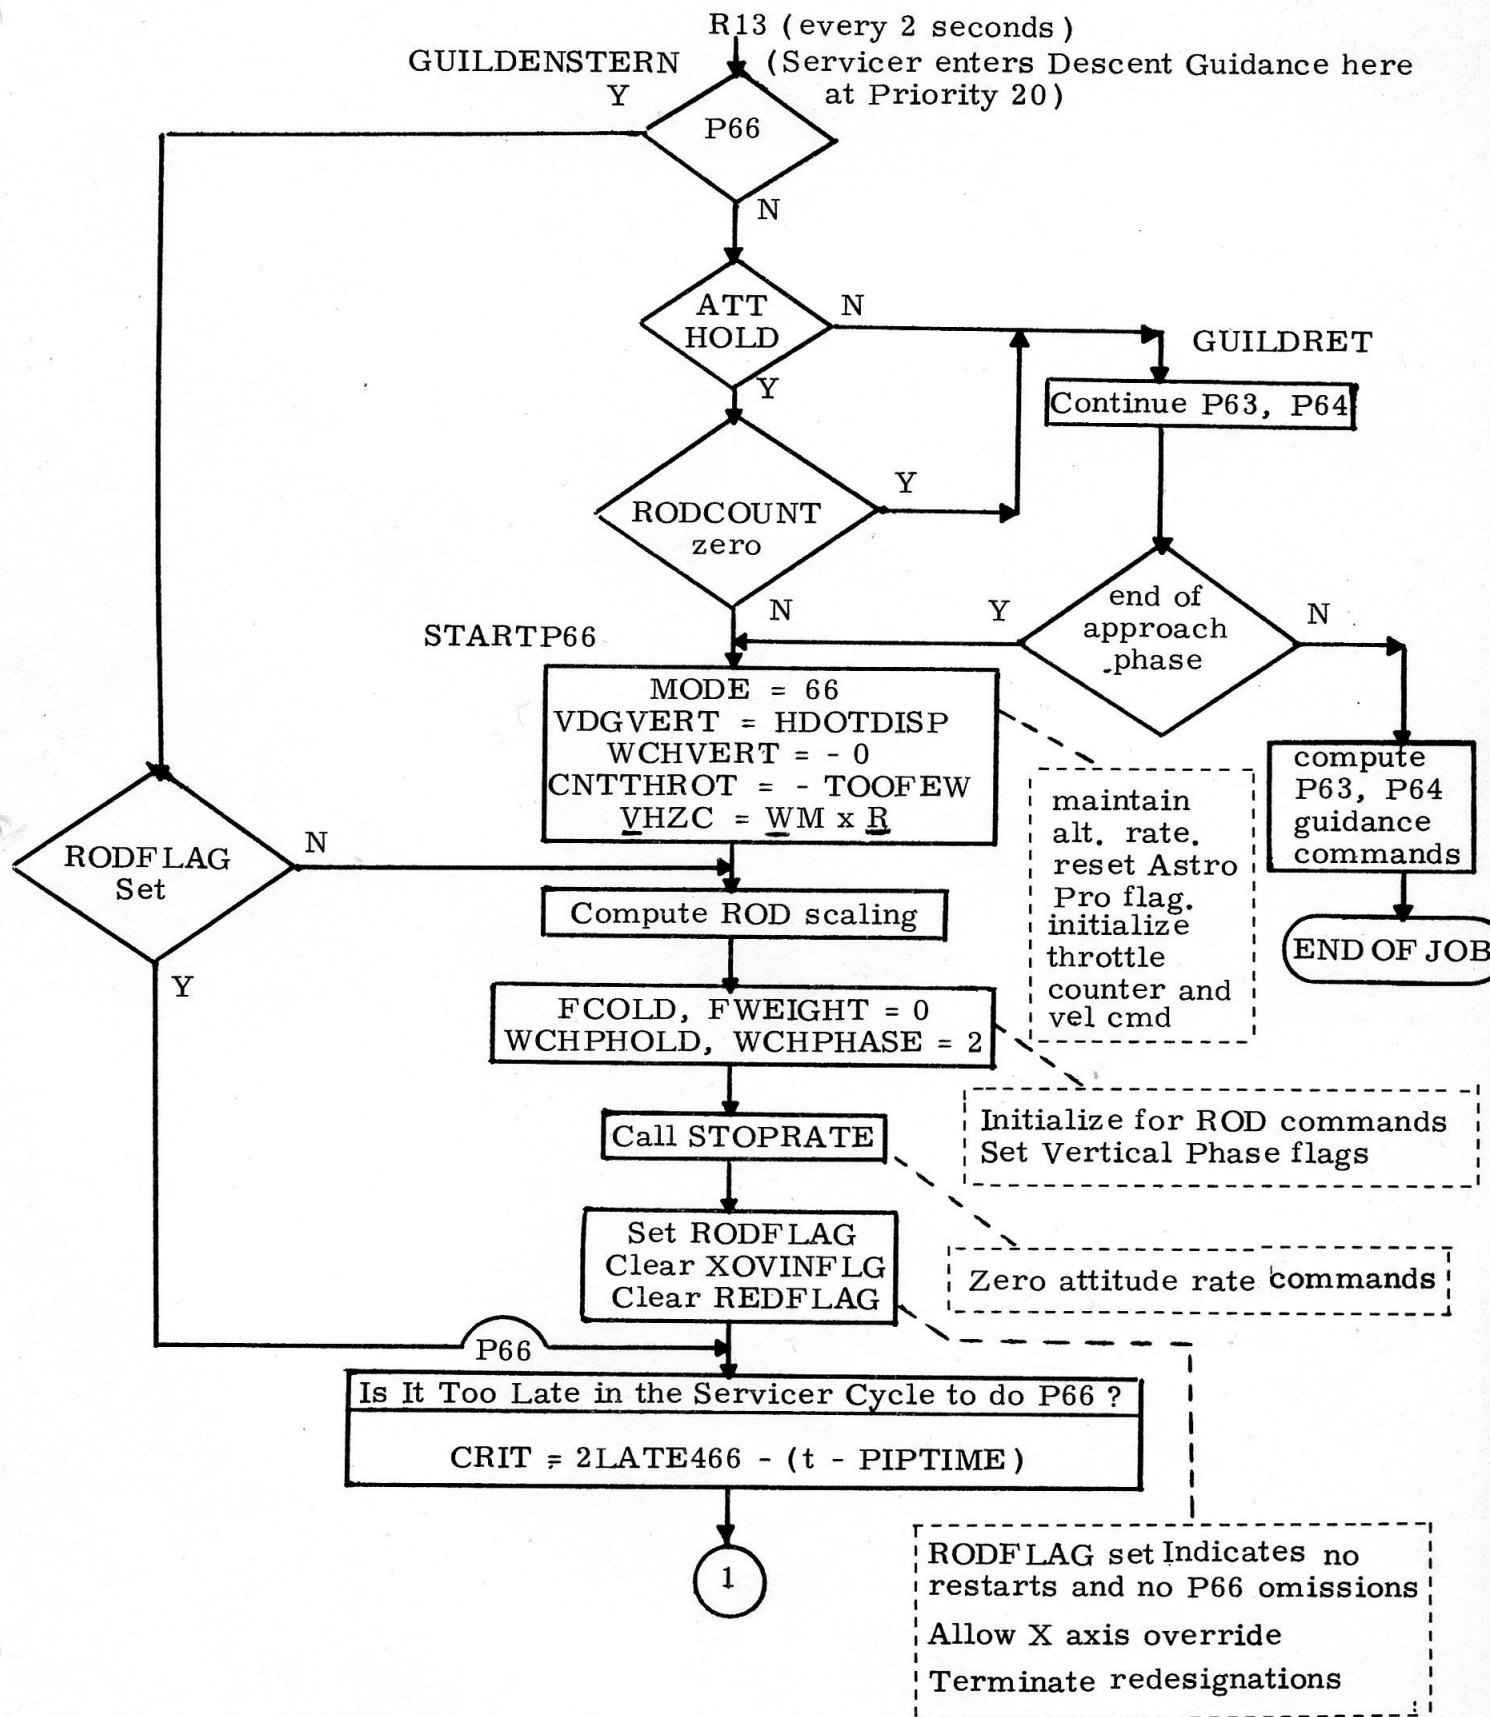 R13 (every 2 seconds)
GUILDENSTERN
(Servicer enters Descent Guidance here
at Priority 20)
Y
P66
N
ATT
HOLD
N
GUILDRET
Y
Continue P63, P64
RODCOUNT
zero
Y
N
STARTP66
end of
approach
phase
Y
N
MODE = 66
VDGVERT = HDOTDISP
WCHVERT = - 0
CNTTHROT = - TOOFEW
VHZC = WM x R
maintain
alt. rate.
reset Astro
Pro flag.
initialize
throttle
counter and
vel cmd
compute
P63, P64
guidance
commands
END OF JOB
RODFLAG
Set
N
Y
Compute ROD scaling
FCOLD, FWEIGHT = 0
WCHPHOLD, WCHPHASE = 2
Initialize for ROD commands
Set Vertical Phase flags
Call STOPRATE
Zero attitude rate commands
Set RODFLAG
Clear XOVINFLG
Clear REDFLAG
P66
Is It Too Late in the Servicer Cycle to do P66 ?
CRIT = 2LATE466 - (t - PIPTIME)
1
RODFLAG set Indicates no
restarts and no P66 omissions
Allow X axis override
Terminate redesignations